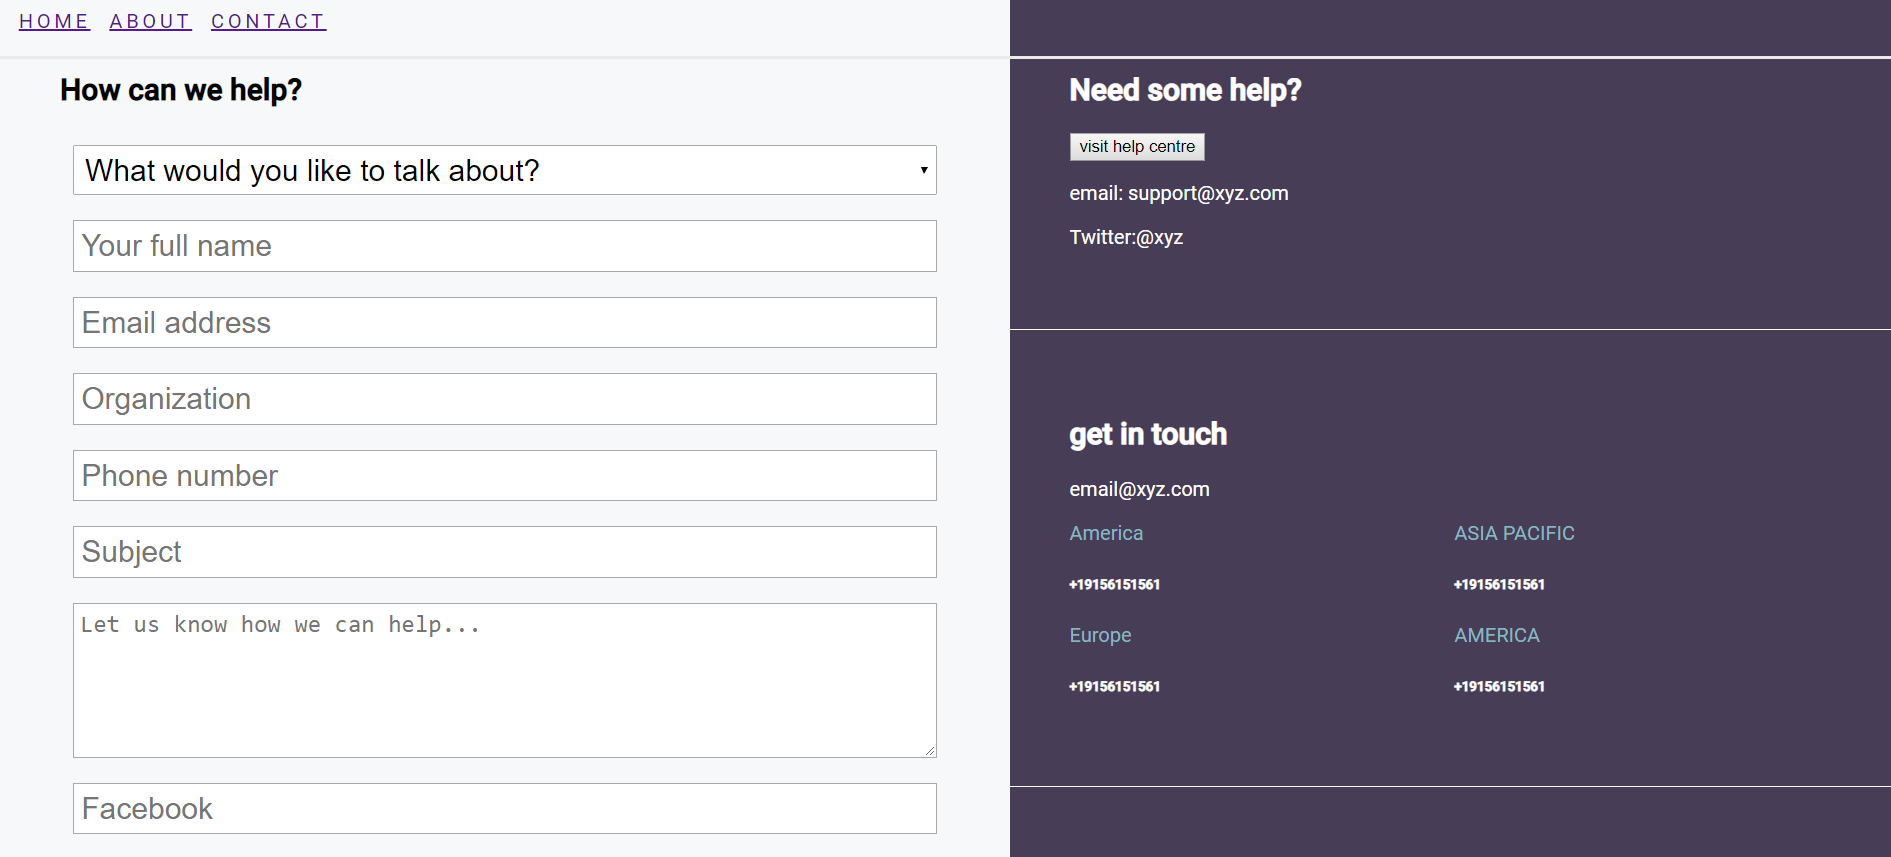 HOME ABOUT CONTACT
How can we help?
What would you like to talk about?
Your full name
Email address
Organization
Phone number
Subject
Let us know how we can help...
Facebook
Need some help?
visit help centre
email: support@xyz.com
Twitter:@xyz
get in touch
email@xyz.com
America ASIA PACIFIC
+19156151561 +19156151561
Europe AMERICA
+19156151561 +19156151561